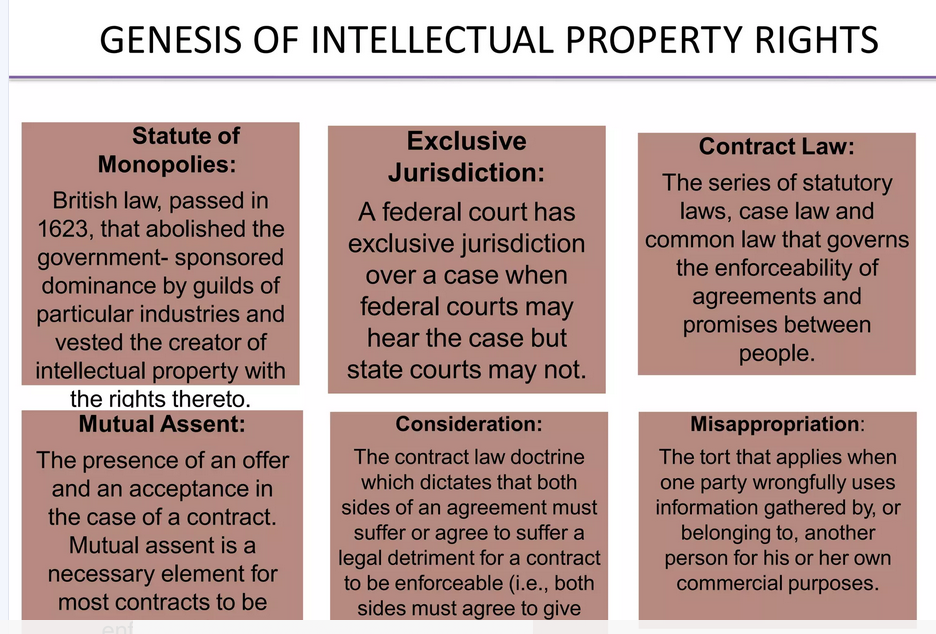 GENESIS OF INTELLECTUAL PROPERTY RIGHTS
Statute of
Monopolies:
British law, passed in
1623, that abolished the
government- sponsored
dominance by guilds of
particular industries and
vested the creator of
intellectual property with
the rights thereto.
Exclusive
Jurisdiction:
A federal court has
exclusive jurisdiction
over a case when
federal courts may
hear the case but
state courts may not.
Contract Law:
The series of statutory
laws, case law and
common law that governs
the enforceability of
agreements and
promises between
people.
Mutual Assent:
The presence of an offer
and an acceptance in
the case of a contract.
Mutual assent is a
necessary element for
most contracts to be
Consideration:
The contract law doctrine
which dictates that both
sides of an agreement must
suffer or agree to suffer a
legal detriment for a contract
to be enforceable (i.e., both
sides must agree to give
Misappropriation:
The tort that applies when
one party wrongfully uses
information gathered by, or
belonging to, another
person for his or her own
commercial purposes.